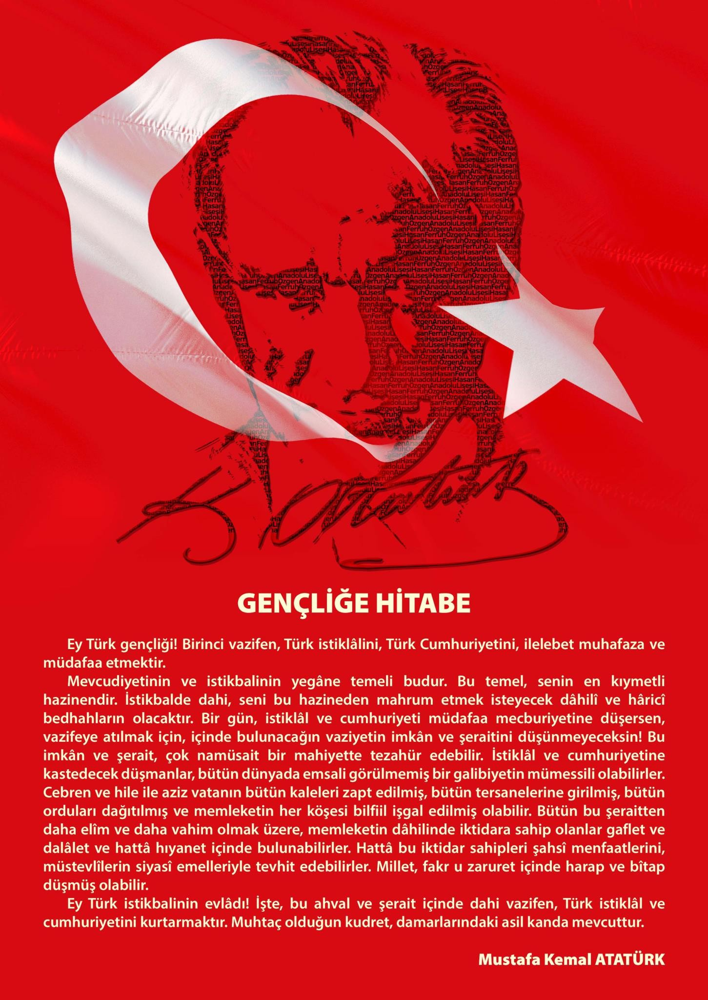 K. Atatürk
GENÇLİĞE HİTABE
Ey Türk gençliği! Birinci vazifen, Türk istiklâlini, Türk Cumhuriyetini, ilelebet muhafaza ve
müdafaa etmektir.
Mevcudiyetinin ve istikbalinin yegâne temeli budur. Bu temel, senin en kıymetli
hazinendir. İstikbalde dahi, seni bu hazineden mahrum etmek isteyecek dâhilî ve hâricî
bedhahların olacaktır. Bir gün, istiklâl ve cumhuriyeti müdafaa mecburiyetine düşersen,
vazifeye atılmak için, içinde bulunacağın vaziyetin imkân ve şeraitini düşünmeyeceksin! Bu
imkân ve şerait, çok namüsait bir mahiyette tezahür edebilir. İstiklâl ve cumhuriyetine
kastedecek düşmanlar, bütün dünyada emsali görülmemiş bir galibiyetin mümessili olabilirler.
Cebren ve hile ile aziz vatanın bütün kaleleri zapt edilmiş, bütün tersanelerine girilmiş, bütün
orduları dağıtılmış ve memleketin her köşesi bilfiil işgal edilmiş olabilir. Bütün bu şeraitten
daha elîm ve daha vahim olmak üzere, memleketin dâhilinde iktidara sahip olanlar gaflet ve
dalâlet ve hattâ hıyanet içinde bulunabilirler. Hattâ bu iktidar sahipleri şahsî menfaatlerini,
müstevlîlerin siyasî emelleriyle tevhit edebilirler. Millet, fakr u zaruret içinde harap ve bîtap
düşmüş olabilir.
Ey Türk istikbalinin evlâdı! İşte, bu ahval ve şerait içinde dahi vazifen, Türk istiklâl ve
cumhuriyetini kurtarmaktır. Muhtaç olduğun kudret, damarlarındaki asil kanda mevcuttur.
Mustafa Kemal ATATÜRK